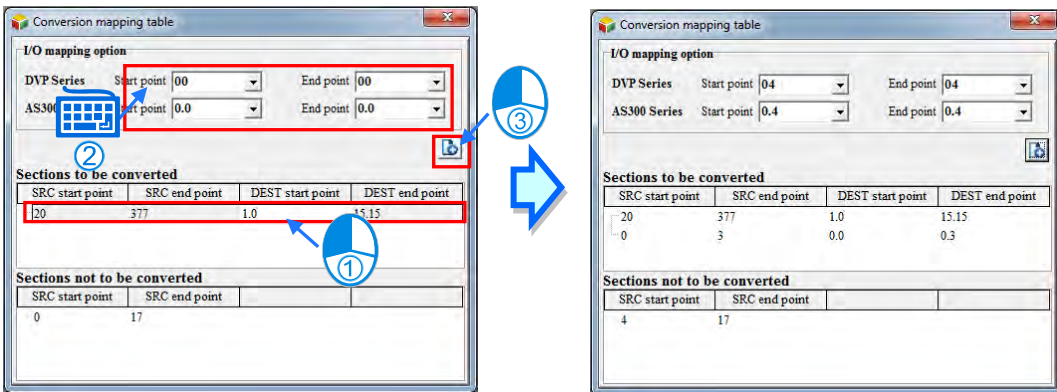 Conversion mapping table
I/O mapping option
DVP Series Start point 00 End point 00
AS300 art point 0.0 End point 0.0
②
③
Sections to be converted
SRC start point SRC end point DEST start point DEST end point
20 377 1.0 15.15
①
Sections not to be converted
SRC start point SRC end point
0 17
Conversion mapping table
I/O mapping option
DVP Series Start point 04 End point 04
AS300 Series Start point 0.4 End point 0.4
Sections to be converted
SRC start point SRC end point DEST start point DEST end point
20 377 1.0 15.15
0 3 0.0 0.3
Sections not to be converted
SRC start point SRC end point
4 17